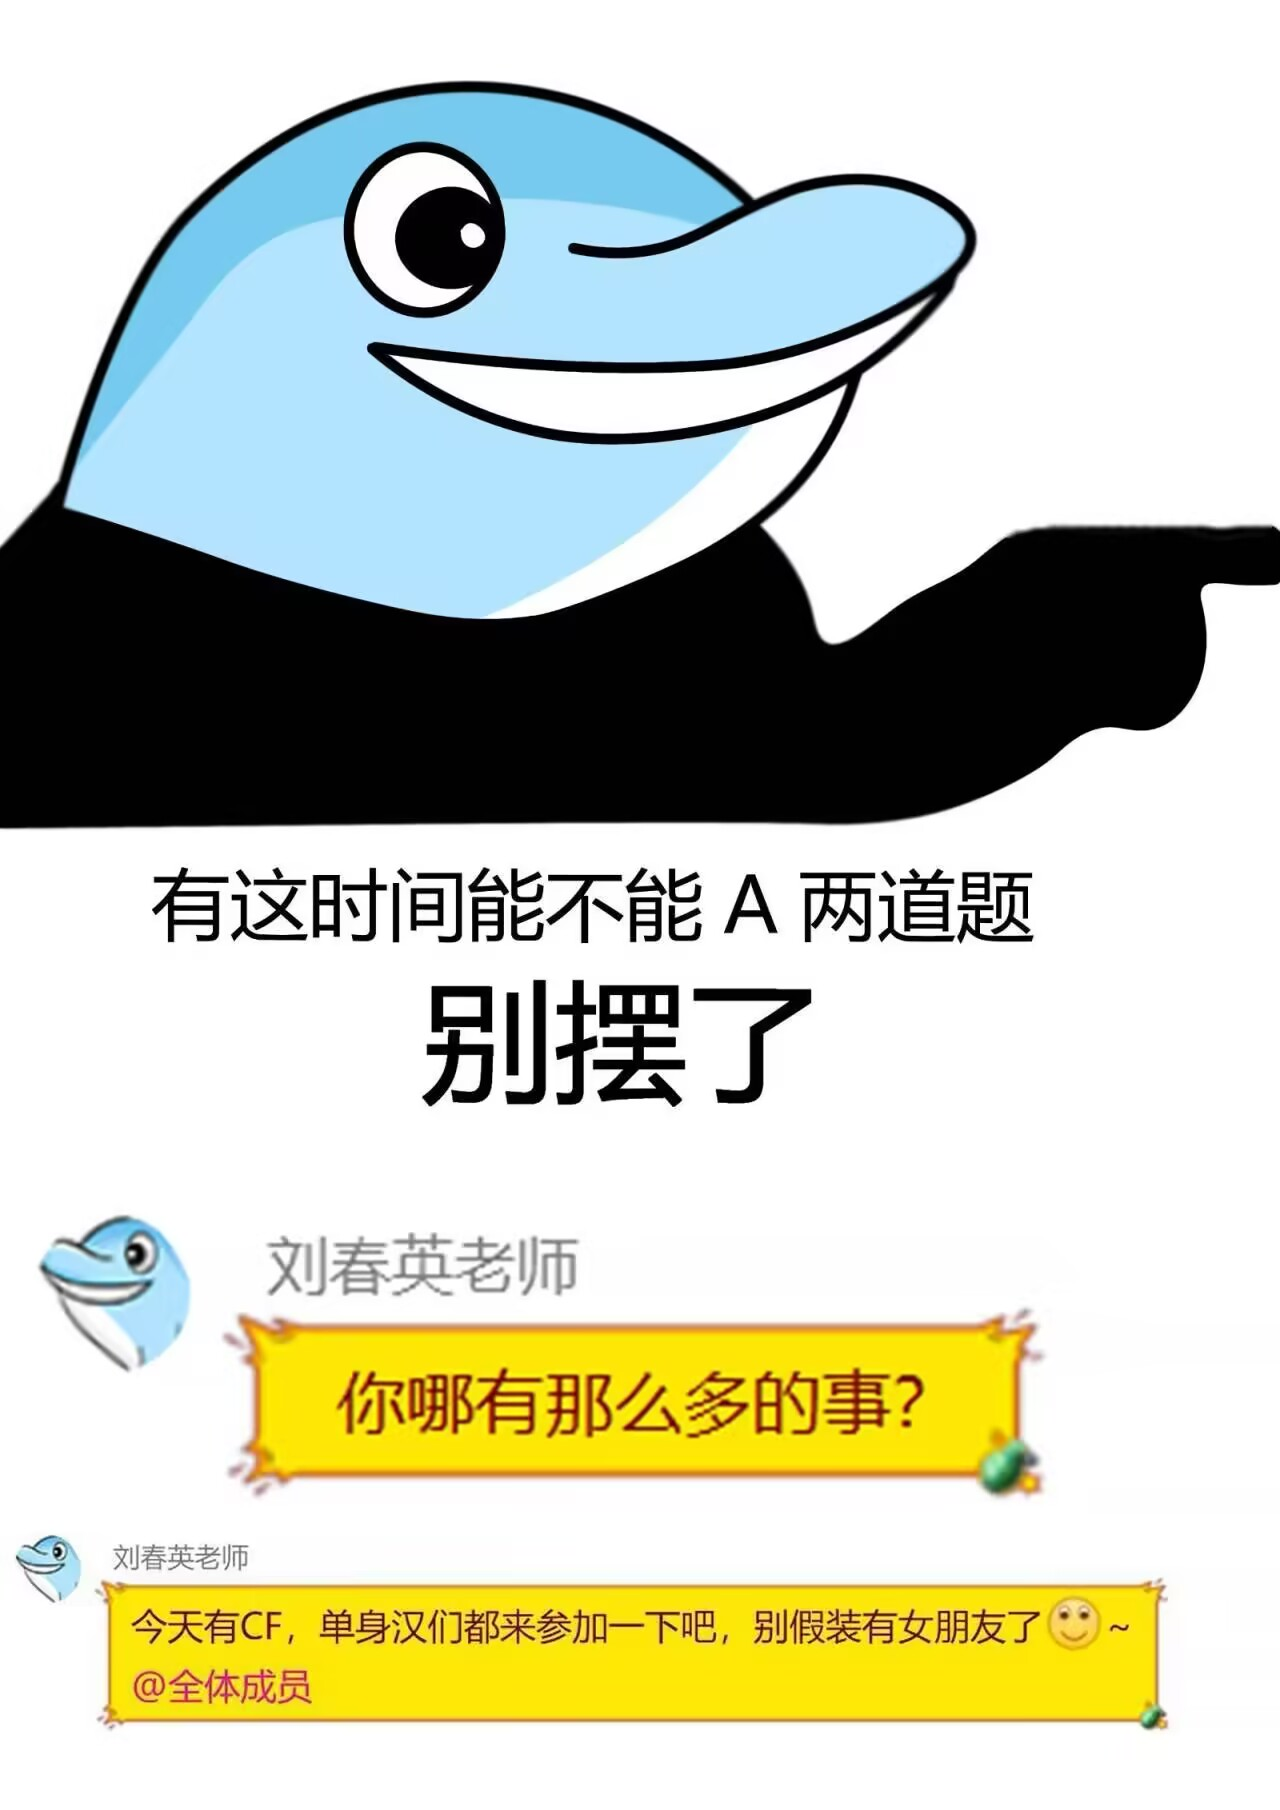 有这时间能不能 A 两道题
别摆了
刘春英老师
你哪有那么多的事?
刘春英老师
今天有CF，单身汉们都来参加一下吧，别假装有女朋友了~
@全体成员